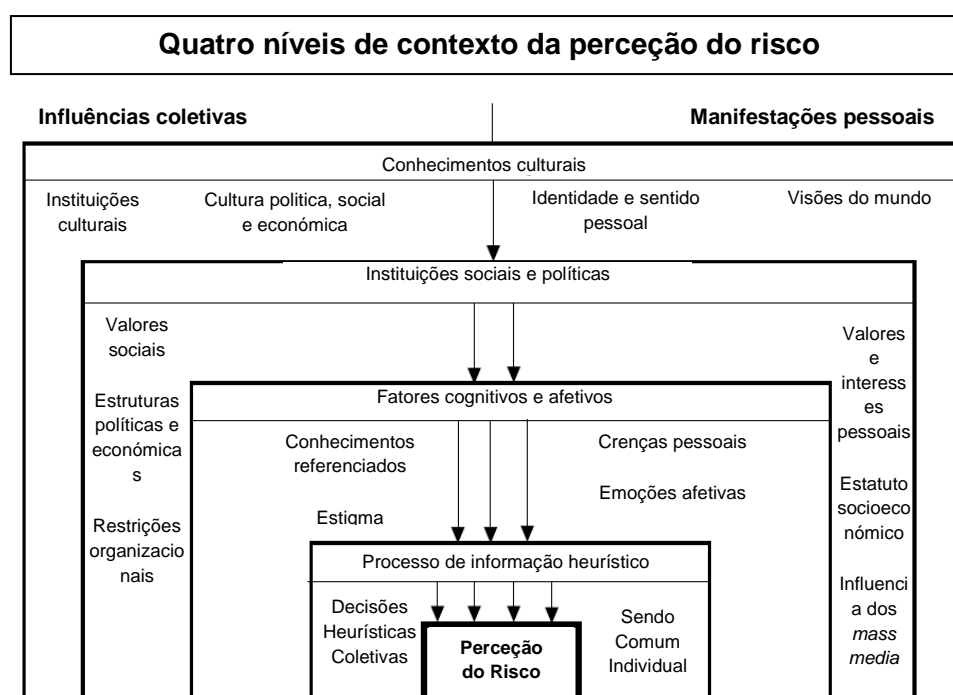 Quatro níveis de contexto da perceção do risco
Influências coletivas
Manifestações pessoais
Conhecimentos culturais
Instituições
culturais
Cultura politica, social
e económica
Identidade e sentido
pessoal
Visões do mundo
Instituições sociais e políticas
Valores
sociais
Estruturas
políticas e
económica
s
Restrições
organizacio
nais
Valores
e
interess
es
pessoais
Estatuto
socioeco
nómico
Influenci
a dos
mass
media
Fatores cognitivos e afetivos
Conhecimentos
referenciados
Estigma
Crenças pessoais
Emoções afetivas
Processo de informação heurístico
Decisões
Heurísticas
Coletivas
Sendo
Comum
Individual
Perceção
do Risco